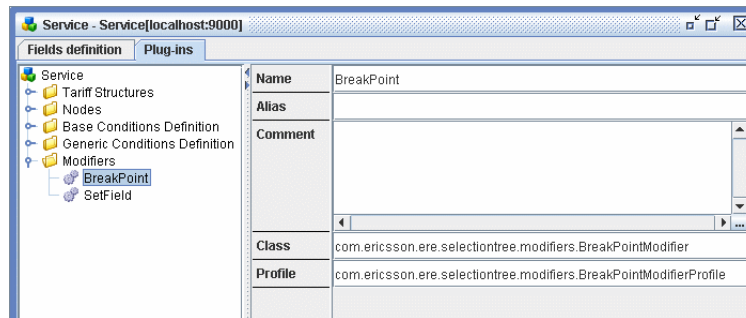 Service - Service[localhost:9000]
Fields definition
Plug-ins
Service
Tariff Structures
Nodes
Base Conditions Definition
Generic Conditions Definition
Modifiers
BreakPoint
SetField
Name
BreakPoint
Alias
Comment
...
Class
com.ericsson.ere.selectiontree.modifiers.BreakPointModifier
Profile
com.ericsson.ere.selectiontree.modifiers.BreakPointModifierProfile